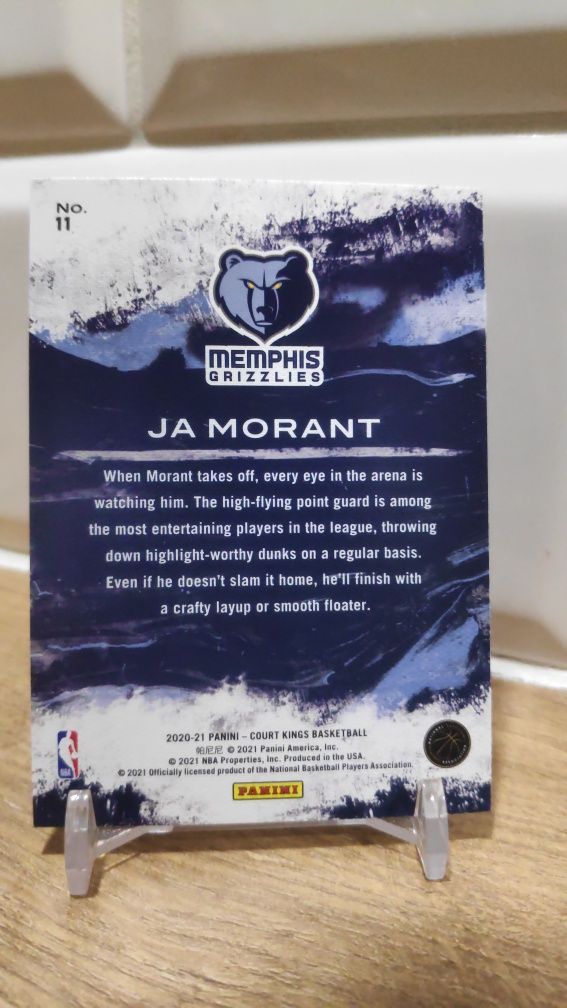 No.
11
MEMPHIS
GRIZZLIES
JA MORANT
When Morant takes off, every eye in the arena is
watching him. The high-flying point guard is among
the most entertaining players in the league, throwing
down highlight-worthy dunks on a regular basis.
Even if he doesn't slam it home, he'll finish with
a crafty layup or smooth floater.
2020-21 PANINI – COURT KINGS BASKETBALL
帕尼尼 © 2021 Panini America, Inc.
© 2021 NBA Properties, Inc. Produced in the USA.
© 2021 Officially licensed product of the National Basketball Players Association.
NBA
PANINI